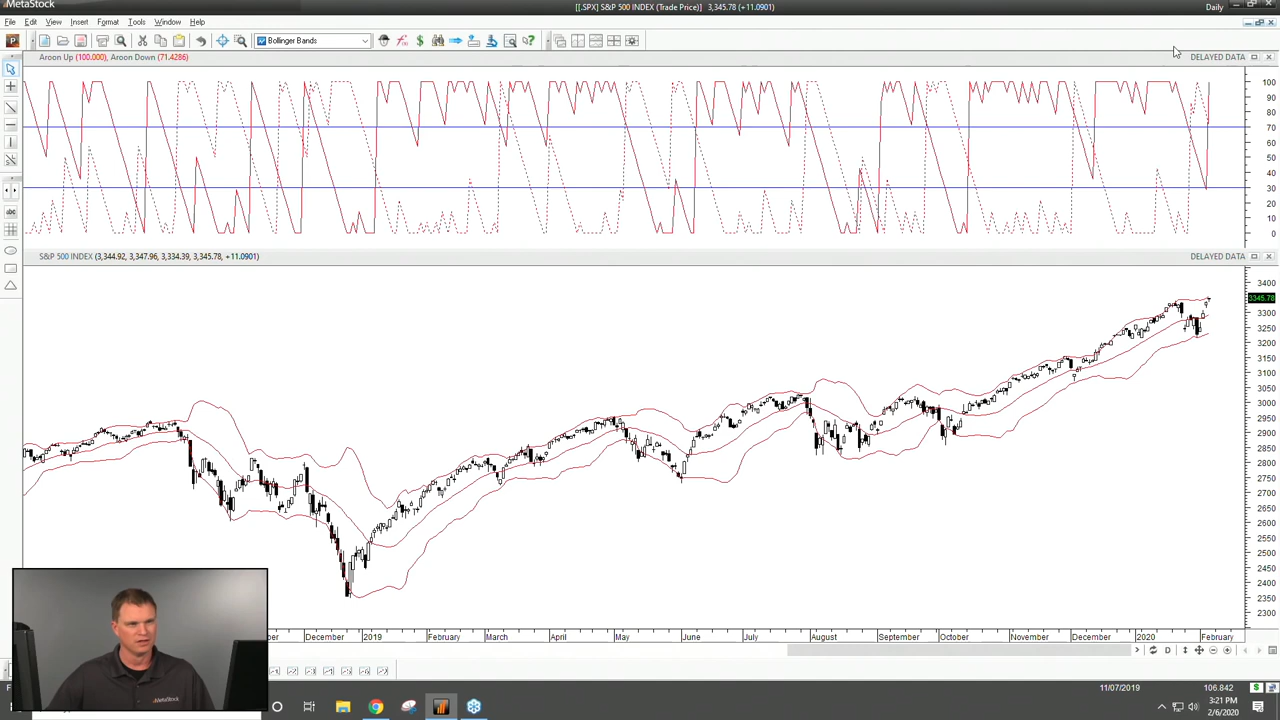 MetaStock
[[.SPX] S&P 500 INDEX (Trade Price)] 3,345.78 (+11.0901)
Daily
File Edit View Insert Format Tools Window Help
Bollinger Bands
Aroon Up (100.000), Aroon Down (71.4286)
DELAYED DATA
100
90
80
70
60
50
40
30
20
10
0
S&P 500 INDEX (3,344.92, 3,347.96, 3,334.39, 3,345.78, +11.0901)
DELAYED DATA
3400
3345.78
3300
3250
3200
3150
3100
3050
3000
2950
2900
2850
2800
2750
2700
2650
2600
2550
2500
2450
2400
2350
2300
December 2019 February March April May June July August September October November December 2020 February
D
11/07/2019 106.842
3:21 PM
2/6/2020
MetaStock